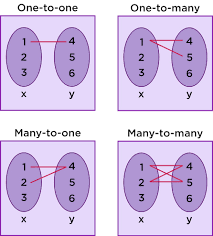 One-to-one
1 4
2 5
3 6
x y
One-to-many
1 4
2 5
3 6
x y
Many-to-one
1 4
2 5
3 6
x y
Many-to-many
1 4
2 5
3 6
x y